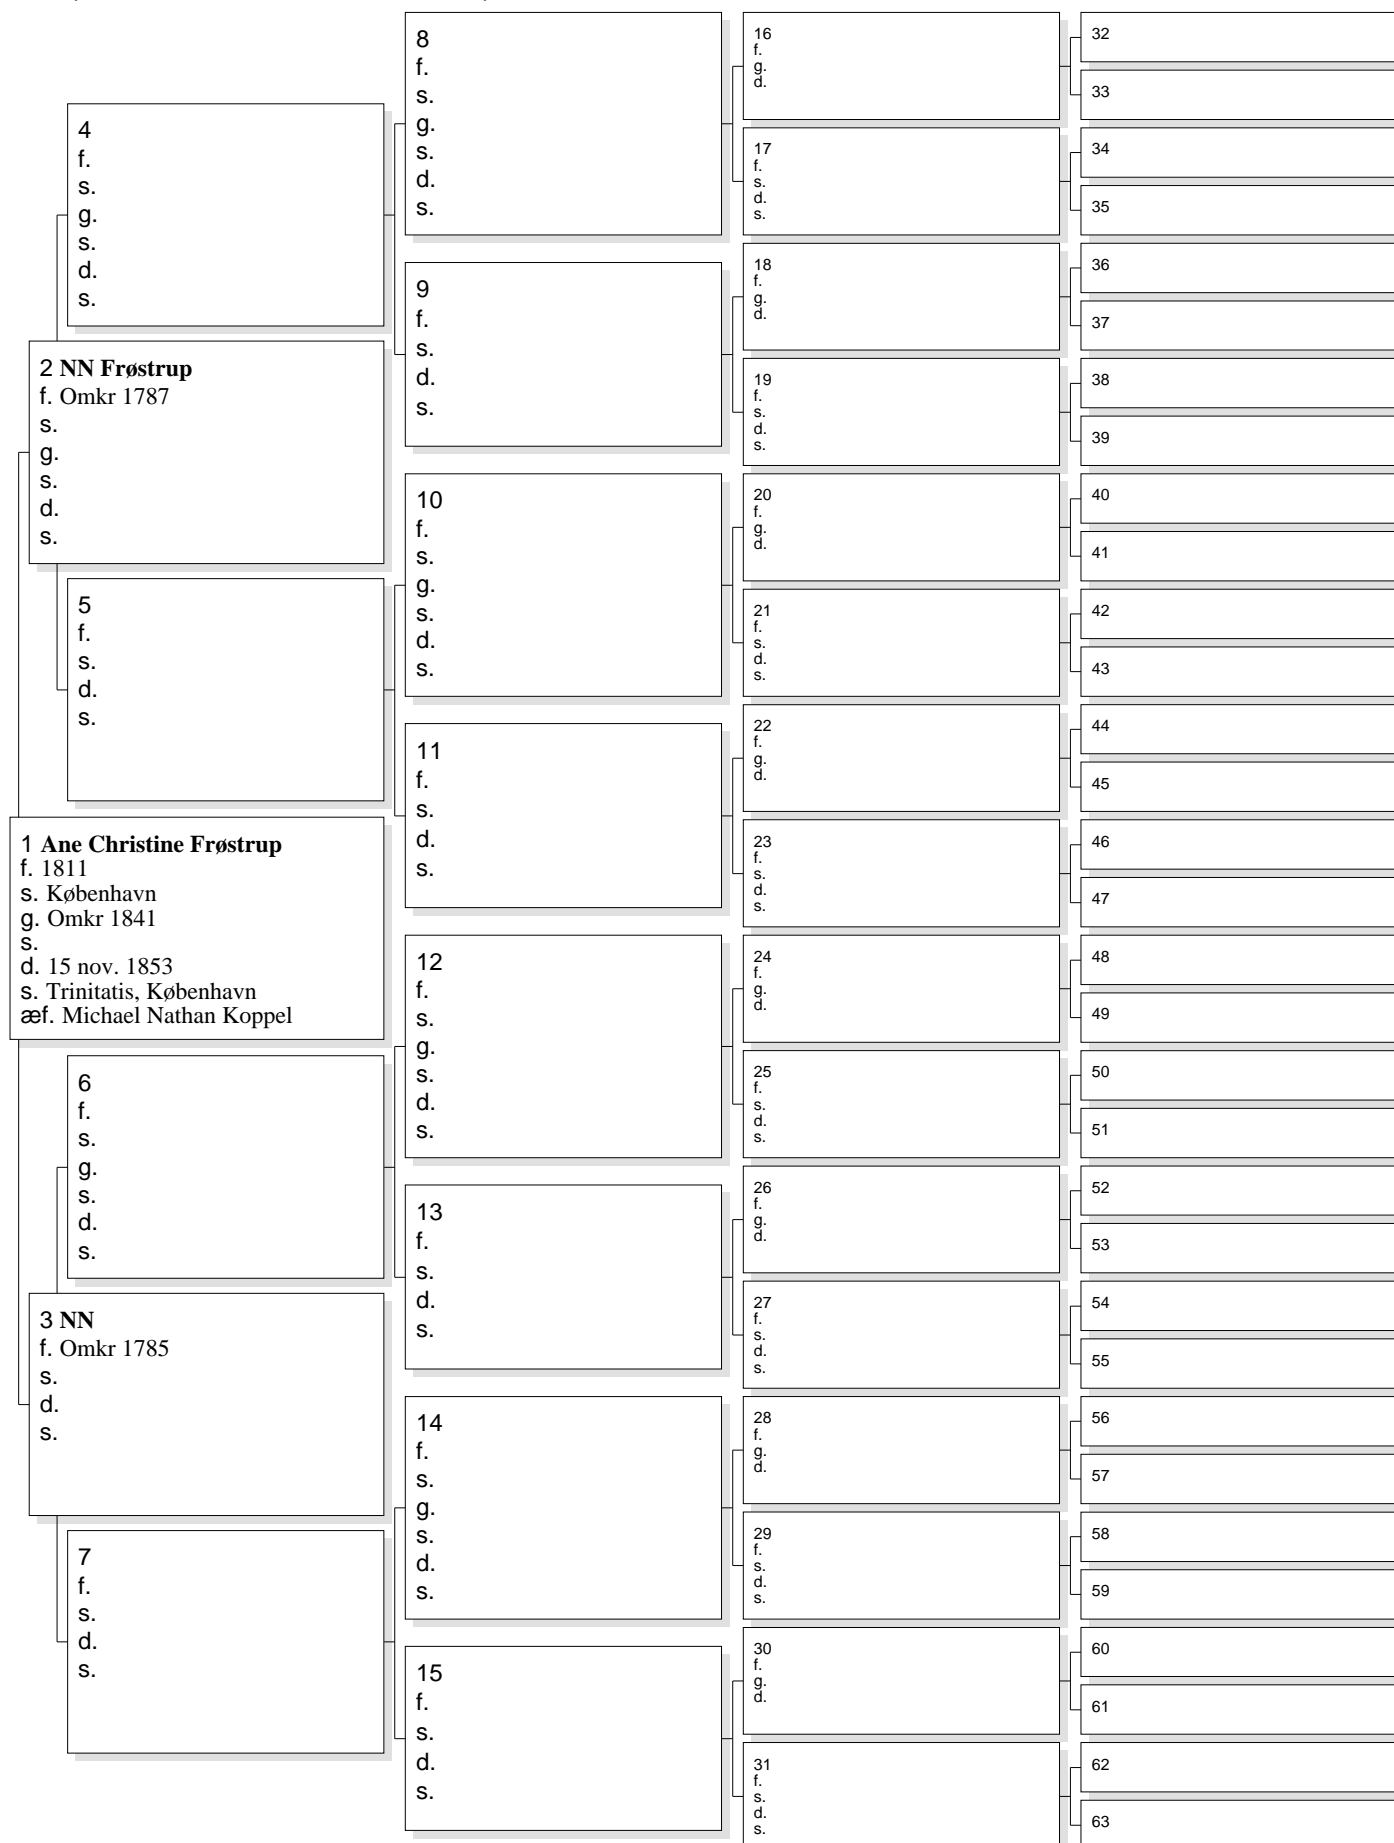 8
f.
s.
g.
s.
d.
s.
16
f.
g.
d.
32
33
4
f.
s.
g.
s.
d.
s.
17
f.
s.
d.
s.
34
35
9
f.
s.
d.
s.
18
f.
g.
d.
36
37
2 NN Frøstrup
f. Omkr 1787
s.
g.
s.
d.
s.
19
f.
s.
d.
s.
38
39
10
f.
s.
g.
s.
d.
s.
20
f.
g.
d.
40
41
5
f.
s.
d.
s.
21
f.
s.
d.
s.
42
43
11
f.
s.
d.
s.
22
f.
g.
d.
44
45
1 Ane Christine Frøstrup
f. 1811
s. København
g. Omkr 1841
s.
d. 15 nov. 1853
s. Trinitatis, København
æf. Michael Nathan Koppel
23
f.
s.
d.
s.
46
47
12
f.
s.
g.
s.
d.
s.
24
f.
g.
d.
48
49
6
f.
s.
g.
s.
d.
s.
25
f.
s.
d.
s.
50
51
13
f.
s.
d.
s.
26
f.
g.
d.
52
53
3 NN
f. Omkr 1785
s.
d.
s.
27
f.
s.
d.
s.
54
55
14
f.
s.
g.
s.
d.
s.
28
f.
g.
d.
56
57
7
f.
s.
d.
s.
29
f.
s.
d.
s.
58
59
15
f.
s.
d.
s.
30
f.
g.
d.
60
61
31
f.
s.
d.
s.
62
63